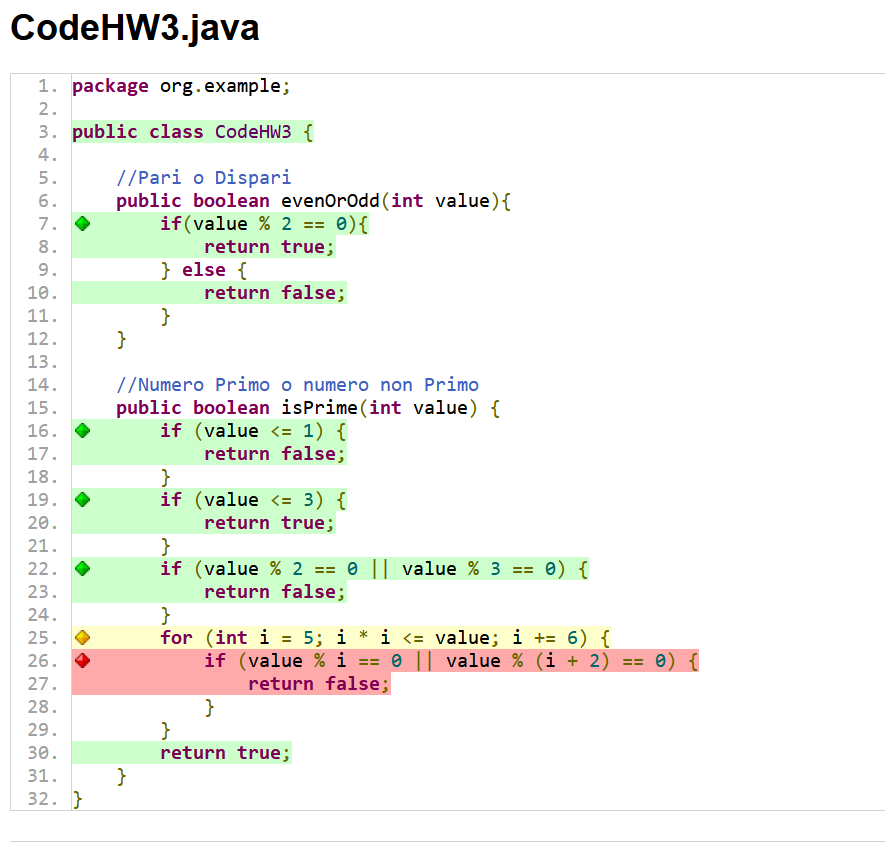 CodeHW3.java
1. package org.example;
2.
3. public class CodeHW3 {
4.
5.     //Pari o Dispari
6.     public boolean evenOrOdd(int value){
7.         if(value % 2 == 0){
8.             return true;
9.         } else {
10.             return false;
11.         }
12.     }
13.
14.     //Numero Primo o numero non Primo
15.     public boolean isPrime(int value) {
16.         if (value <= 1) {
17.             return false;
18.         }
19.         if (value <= 3) {
20.             return true;
21.         }
22.         if (value % 2 == 0 || value % 3 == 0) {
23.             return false;
24.         }
25.         for (int i = 5; i * i <= value; i += 6) {
26.             if (value % i == 0 || value % (i + 2) == 0) {
27.                 return false;
28.             }
29.         }
30.         return true;
31.     }
32. }